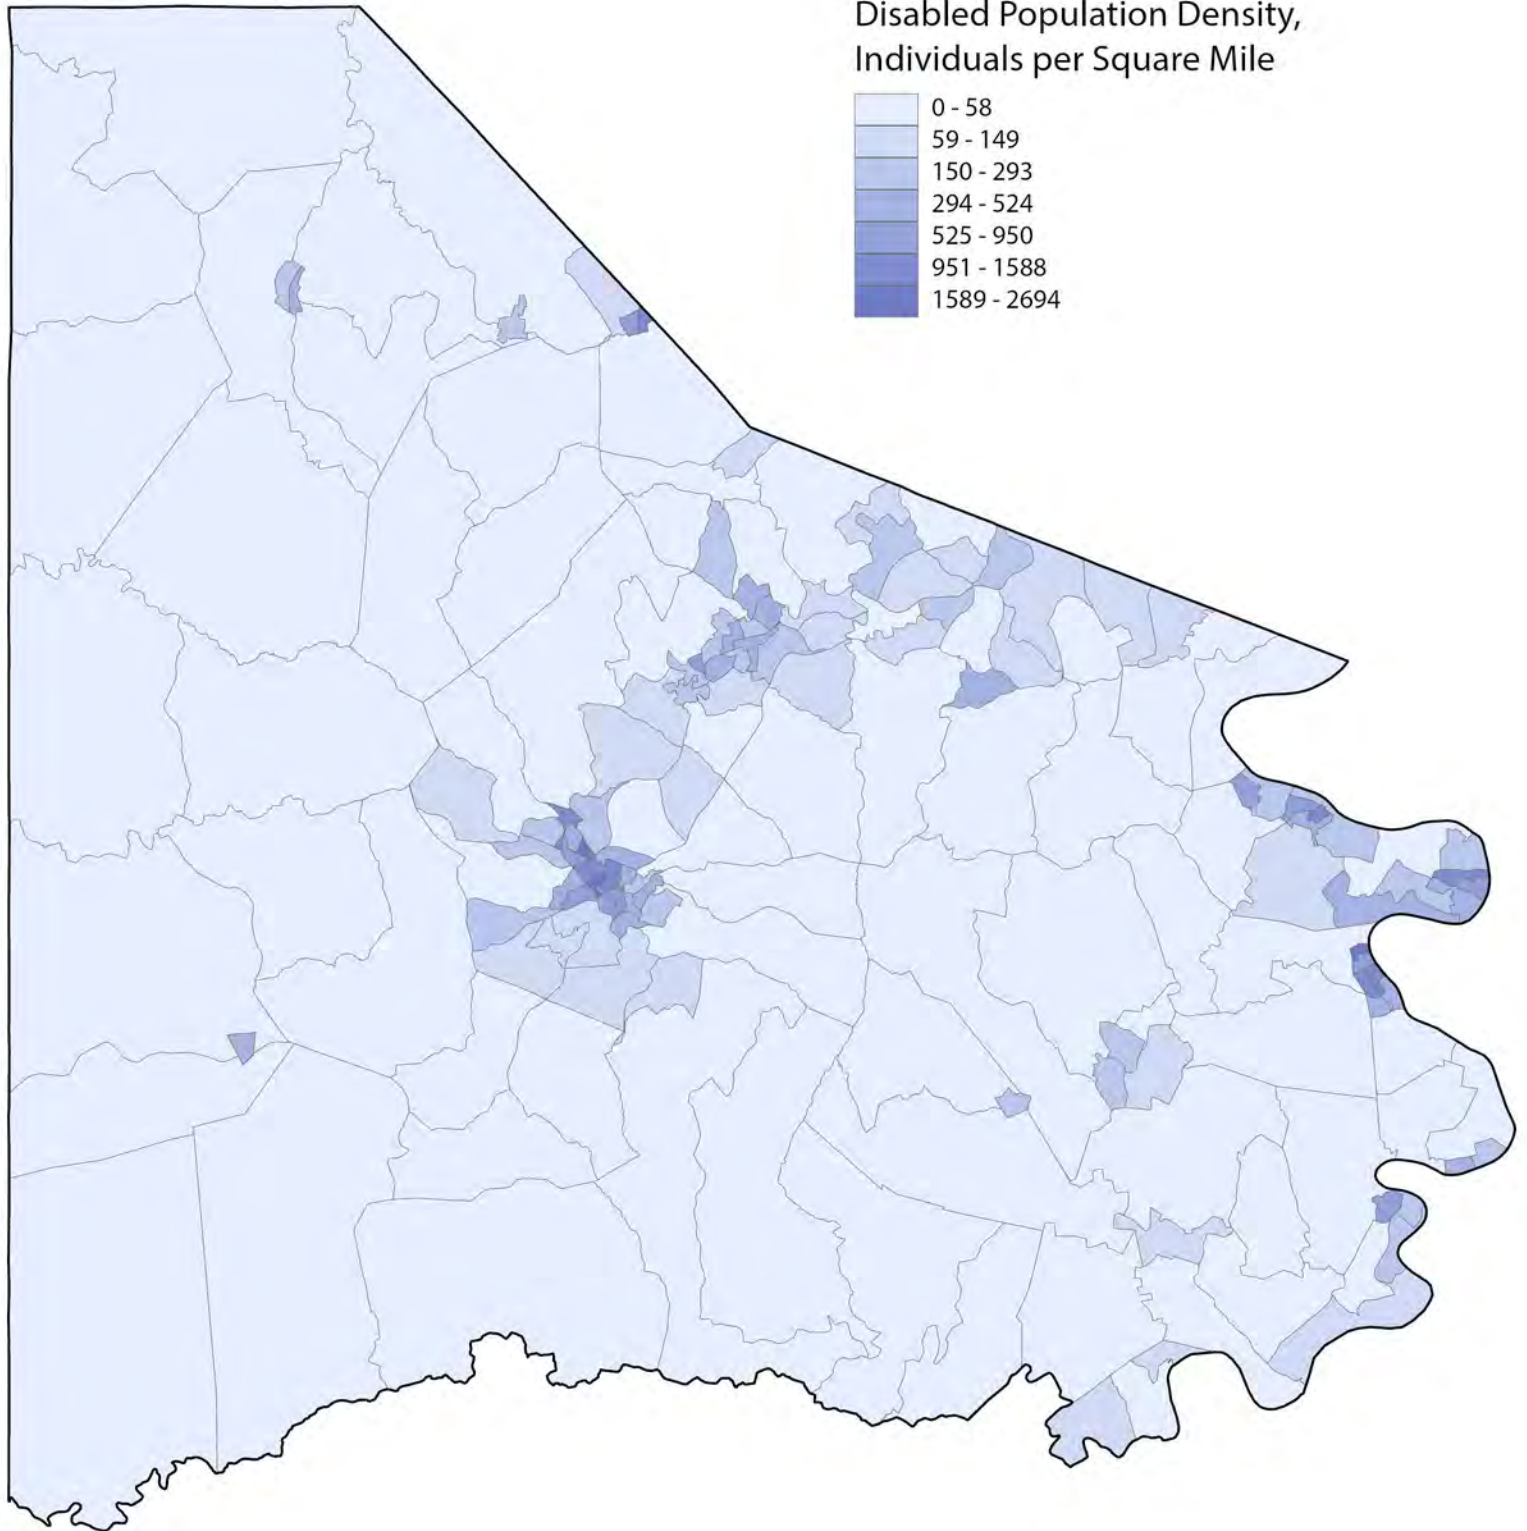 Disabled Population Density,
Individuals per Square Mile
0 - 58
59 - 149
150 - 293
294 - 524
525 - 950
951 - 1588
1589 - 2694